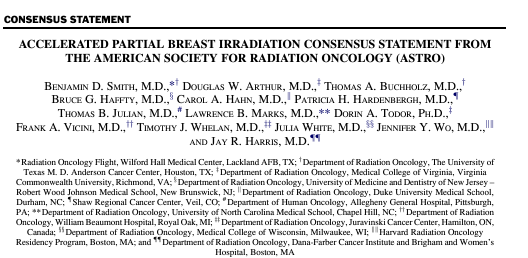 CONSENSUS STATEMENT
ACCELERATED PARTIAL BREAST IRRADIATION CONSENSUS STATEMENT FROM
THE AMERICAN SOCIETY FOR RADIATION ONCOLOGY (ASTRO)
BENJAMIN D. SMITH, M.D.,*† DOUGLAS W. ARTHUR, M.D.,‡ THOMAS A. BUCHHOLZ, M.D.,†
BRUCE G. HAFFTY, M.D.,§ CAROL A. HAHN, M.D.,‖ PATRICIA H. HARDENBERGH, M.D.,¶
THOMAS B. JULIAN, M.D.,# LAWRENCE B. MARKS, M.D.,** DORIN A. TODOR, PH.D.,‡
FRANK A. VICINI, M.D.,†† TIMOTHY J. WHELAN, M.D.,‡‡ JULIA WHITE, M.D.,§§ JENNIFER Y. WO, M.D.,‖‖
AND JAY R. HARRIS, M.D.¶¶
*Radiation Oncology Flight, Wilford Hall Medical Center, Lackland AFB, TX; †Department of Radiation Oncology, The University of
Texas M. D. Anderson Cancer Center, Houston, TX; ‡Department of Radiation Oncology, Medical College of Virginia, Virginia
Commonwealth University, Richmond, VA; §Department of Radiation Oncology, University of Medicine and Dentistry of New Jersey –
Robert Wood Johnson Medical School, New Brunswick, NJ; ‖Department of Radiation Oncology, Duke University Medical School,
Durham, NC; ¶Shaw Regional Cancer Center, Veil, CO; #Department of Human Oncology, Allegheny General Hospital, Pittsburgh,
PA; **Department of Radiation Oncology, University of North Carolina Medical School, Chapel Hill, NC; ††Department of Radiation
Oncology, William Beaumont Hospital, Royal Oak, MI; ‡‡Department of Radiation Oncology, Juravinski Cancer Center, Hamilton, ON,
Canada; §§Department of Radiation Oncology, Medical College of Wisconsin, Milwaukee, WI; ‖‖Harvard Radiation Oncology
Residency Program, Boston, MA; and ¶¶Department of Radiation Oncology, Dana-Farber Cancer Institute and Brigham and Women's
Hospital, Boston, MA